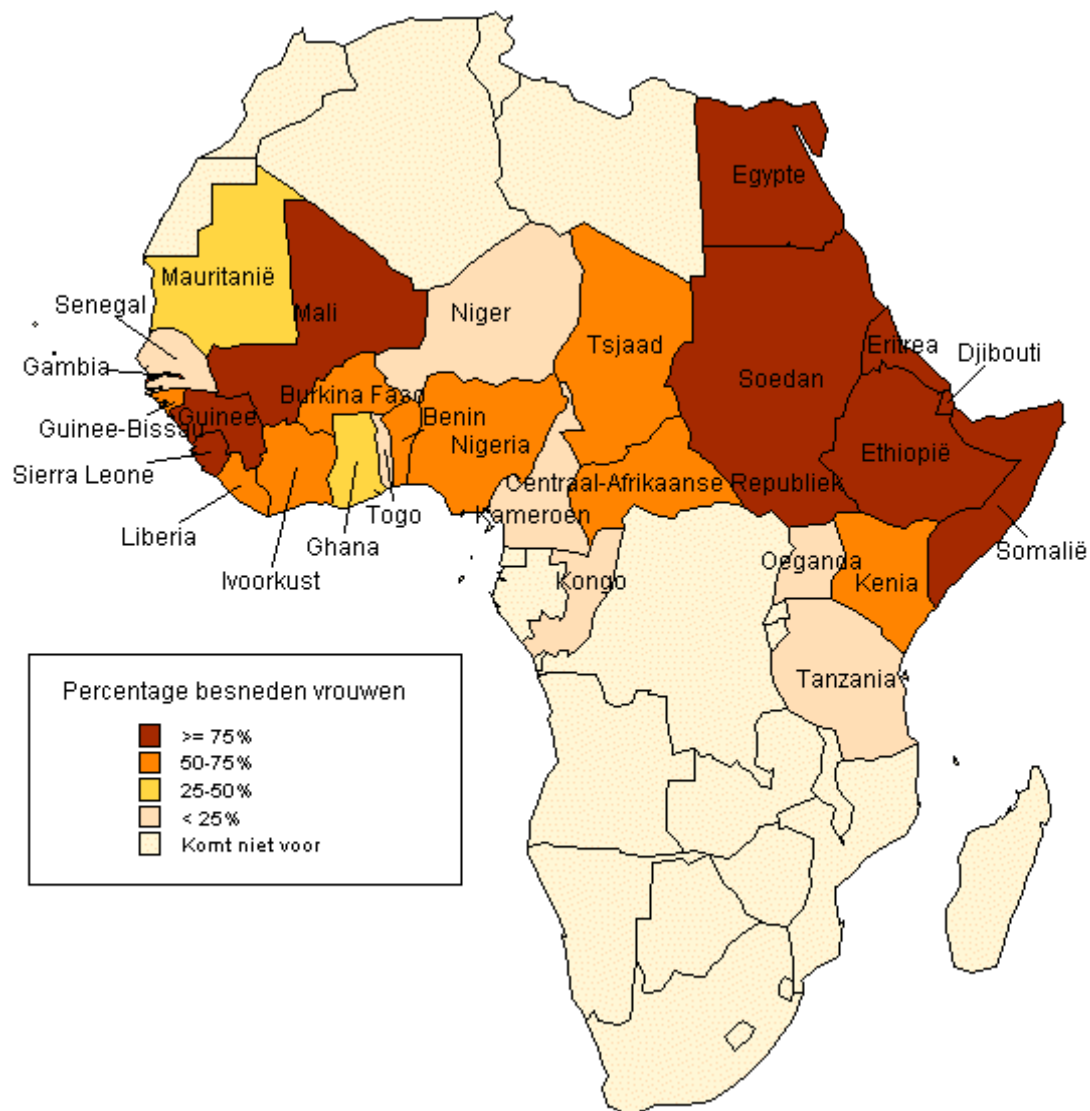 Egypte
Mauritanië
Senegal
Mali
Niger
Tsjaad
Eritrea
Djibouti
Gambia
Soedan
Burkina Faso
Guinee
Benin
Guinee-Bissau
Nigeria
Ethiopië
Sierra Leone
Centraal-Afrikaanse Republiek
Togo
Kameroen
Liberia
Ghana
Somalië
Oeganda
Ivoorkust
Kongo
Kenia
Tanzania
Percentage besneden vrouwen
>= 75%
50-75%
25-50%
< 25%
Komt niet voor